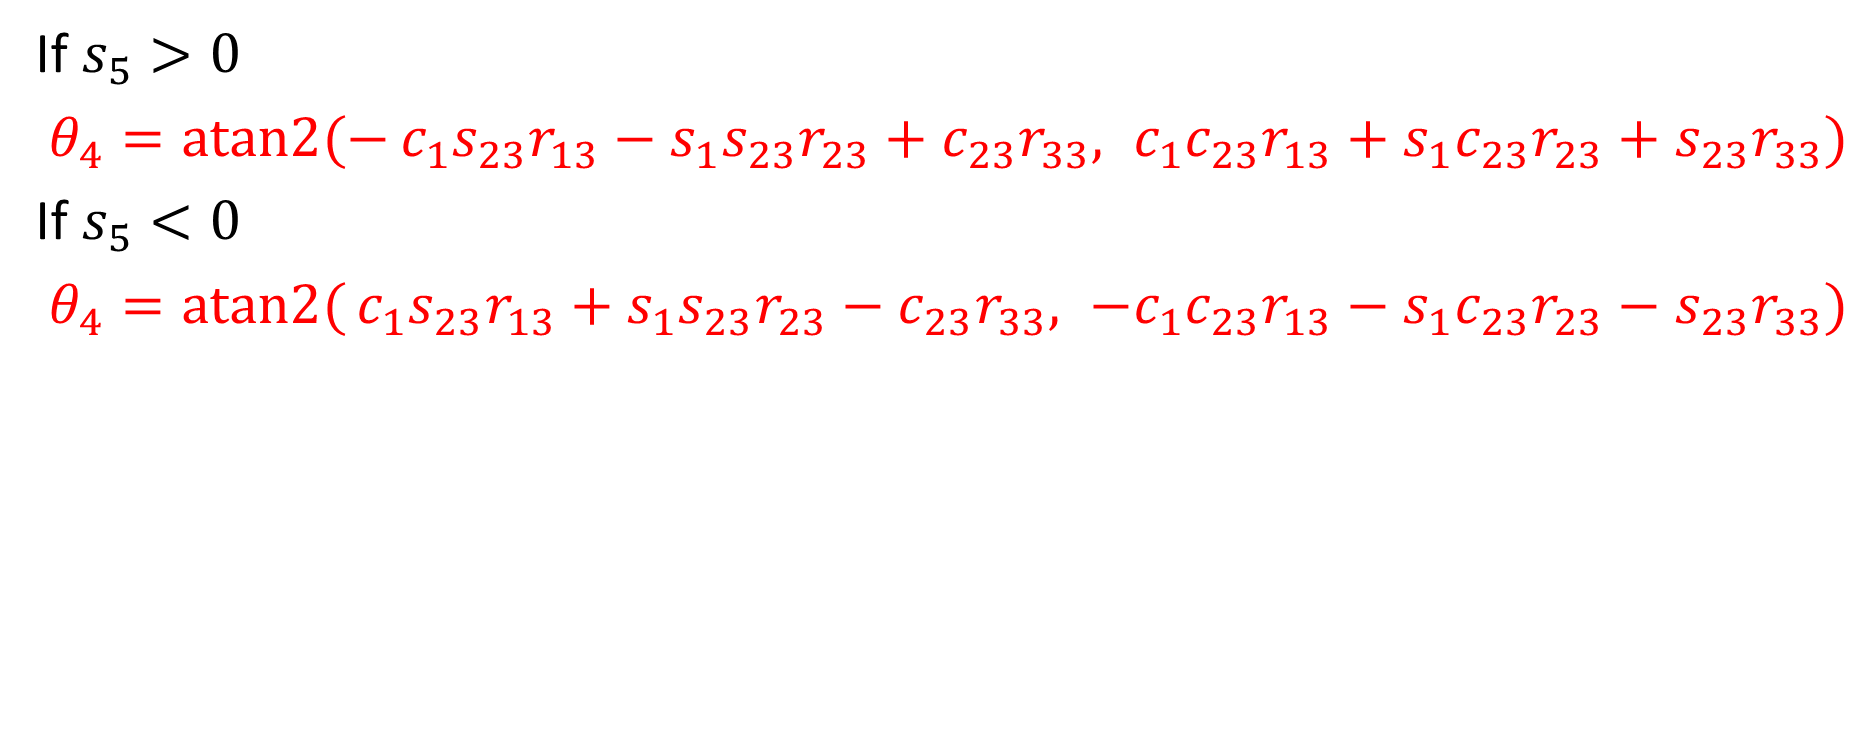 If s₅ > 0
θ₄ = atan2(− c₁s₂₃r₁₃ − s₁s₂₃r₂₃ + c₂₃r₃₃, c₁c₂₃r₁₃ + s₁c₂₃r₂₃ + s₂₃r₃₃)
If s₅ < 0
θ₄ = atan2( c₁s₂₃r₁₃ + s₁s₂₃r₂₃ − c₂₃r₃₃, −c₁c₂₃r₁₃ − s₁c₂₃r₂₃ − s₂₃r₃₃)